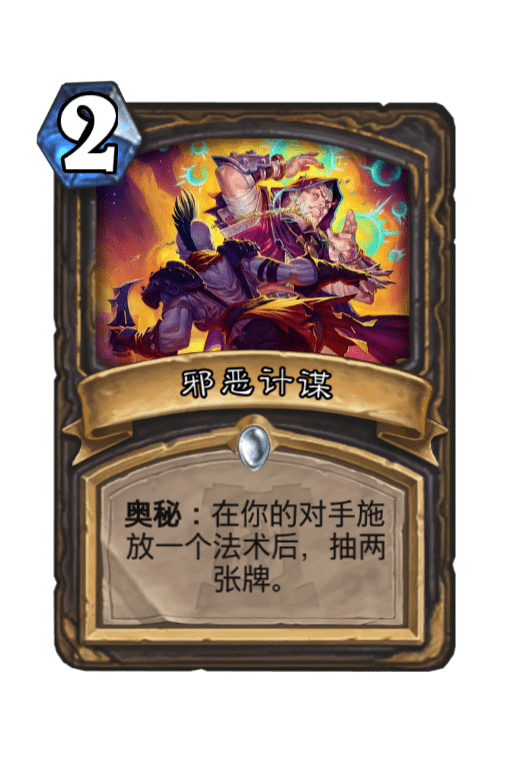 2
邪恶计谋
奥秘：在你的对手施
放一个法术后，抽两
张牌。